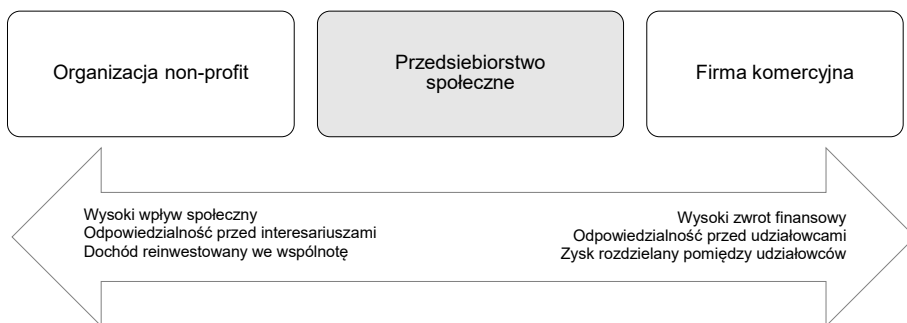 Organizacja non-profit
Przedsiebiorstwo
społeczne
Firma komercyjna
Wysoki wpływ społeczny
Odpowiedzialność przed interesariuszami
Dochód reinwestowany we wspólnotę
Wysoki zwrot finansowy
Odpowiedzialność przed udziałowcami
Zysk rozdzielany pomiędzy udziałowców